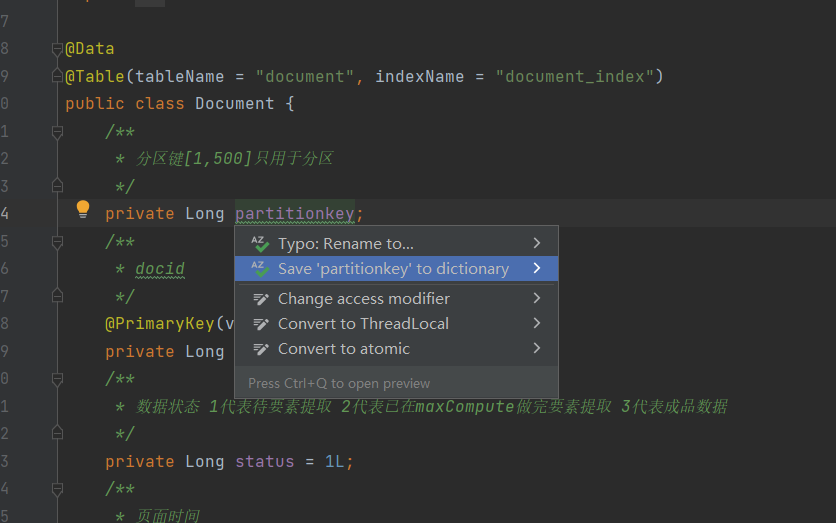 7
8 @Data
9 @Table(tableName = "document", indexName = "document_index")
0 public class Document {
1 /**
2 * 分区键[1,500]只用于分区
3 */
4 private Long partitionkey;
5 /**
Typo: Rename to...
6 * docid
Save 'partitionkey' to dictionary
7 */
Change access modifier
8 @PrimaryKey(v
Convert to ThreadLocal
9 private Long
Convert to atomic
0 /**
Press Ctrl+Q to open preview
1 * 数据状态 1代表待要素提取 2代表已在maxCompute做完要素提取 3代表成品数据
2 */
3 private Long status = 1L;
4 /**
5 * 页面时间